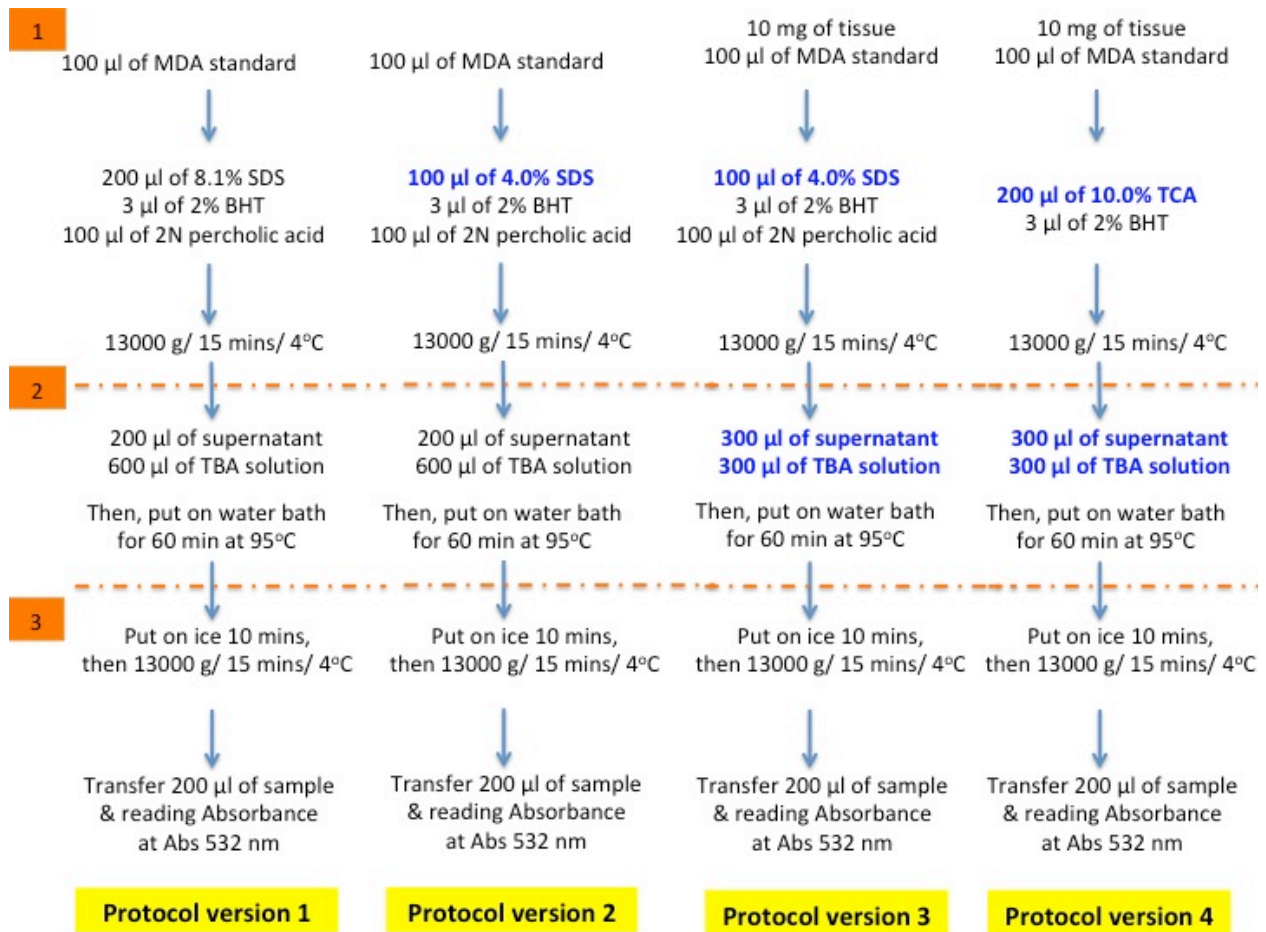 1
100 µl of MDA standard
200 µl of 8.1% SDS
3 µl of 2% BHT
100 µl of 2N percholic acid
13000 g/ 15 mins/ 4°C
2
200 µl of supernatant
600 µl of TBA solution
Then, put on water bath
for 60 min at 95°C
3
Put on ice 10 mins,
then 13000 g/ 15 mins/ 4°C
Transfer 200 µl of sample
& reading Absorbance
at Abs 532 nm
Protocol version 1
100 µl of MDA standard
100 µl of 4.0% SDS
3 µl of 2% BHT
100 µl of 2N percholic acid
13000 g/ 15 mins/ 4°C
200 µl of supernatant
600 µl of TBA solution
Then, put on water bath
for 60 min at 95°C
Put on ice 10 mins,
then 13000 g/ 15 mins/ 4°C
Transfer 200 µl of sample
& reading Absorbance
at Abs 532 nm
Protocol version 2
10 mg of tissue
100 µl of MDA standard
100 µl of 4.0% SDS
3 µl of 2% BHT
100 µl of 2N percholic acid
13000 g/ 15 mins/ 4°C
300 µl of supernatant
300 µl of TBA solution
Then, put on water bath
for 60 min at 95°C
Put on ice 10 mins,
then 13000 g/ 15 mins/ 4°C
Transfer 200 µl of sample
& reading Absorbance
at Abs 532 nm
Protocol version 3
10 mg of tissue
100 µl of MDA standard
200 µl of 10.0% TCA
3 µl of 2% BHT
13000 g/ 15 mins/ 4°C
300 µl of supernatant
300 µl of TBA solution
Then, put on water bath
for 60 min at 95°C
Put on ice 10 mins,
then 13000 g/ 15 mins/ 4°C
Transfer 200 µl of sample
& reading Absorbance
at Abs 532 nm
Protocol version 4